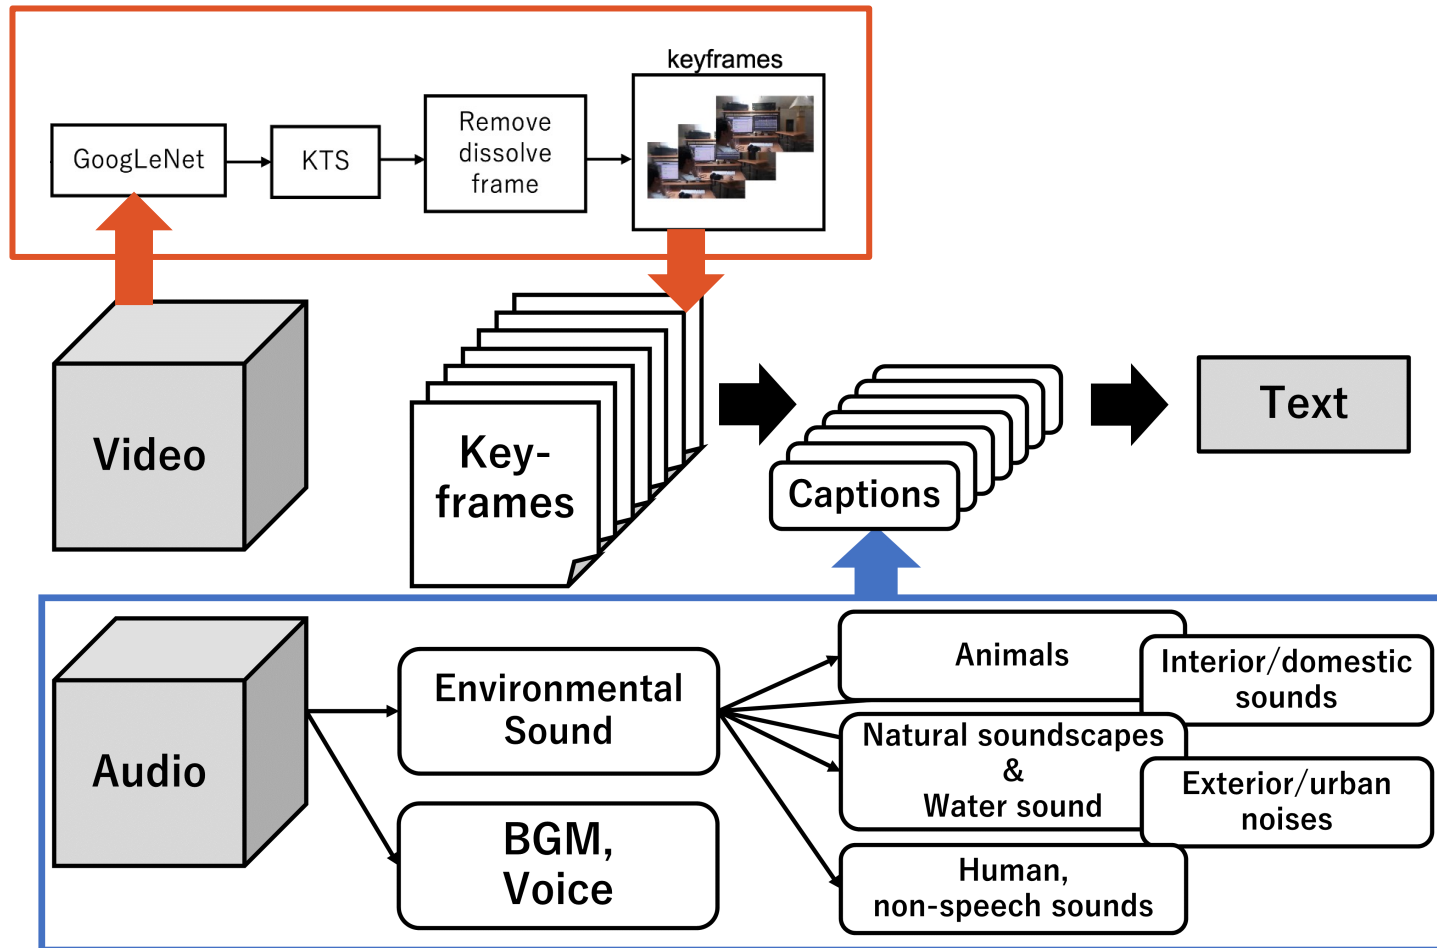 keyframes
GoogLeNet
KTS
Remove
dissolve
frame
Video
Key-
frames
Captions
Text
Audio
Environmental
Sound
BGM,
Voice
Animals
Interior/domestic
sounds
Natural soundscapes
&
Water sound
Exterior/urban
noises
Human,
non-speech sounds